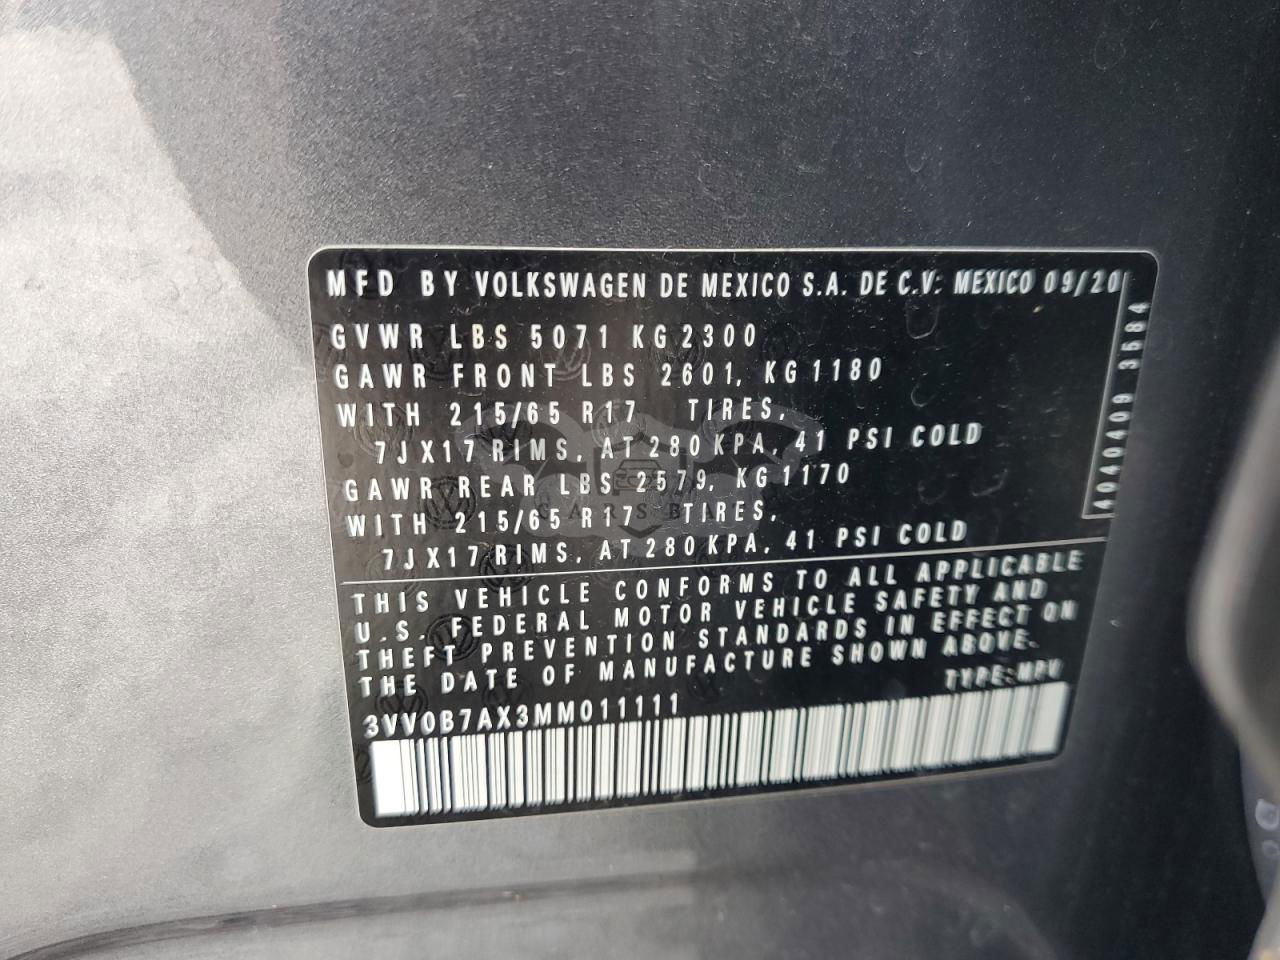 MFD BY VOLKSWAGEN DE MEXICO S.A. DE C.V: MEXICO 09/20
GVWR LBS 5071 KG 2300
GAWR FRONT LBS 2601, KG 1180
WITH 215/65 R17 TIRES,
7JX17 RIMS, AT 280 KPA, 41 PSI COLD
GAWR REAR LBS 2579, KG 1170
WITH 215/65 R17 TIRES,
7JX17 RIMS, AT 280 KPA, 41 PSI COLD
4040409 3584
THIS VEHICLE CONFORMS TO ALL APPLICABLE
U.S. FEDERAL MOTOR VEHICLE SAFETY AND
THEFT PREVENTION STANDARDS IN EFFECT ON
THE DATE OF MANUFACTURE SHOWN ABOVE.
TYPE: MPV
3VV0B7AX3MM011111